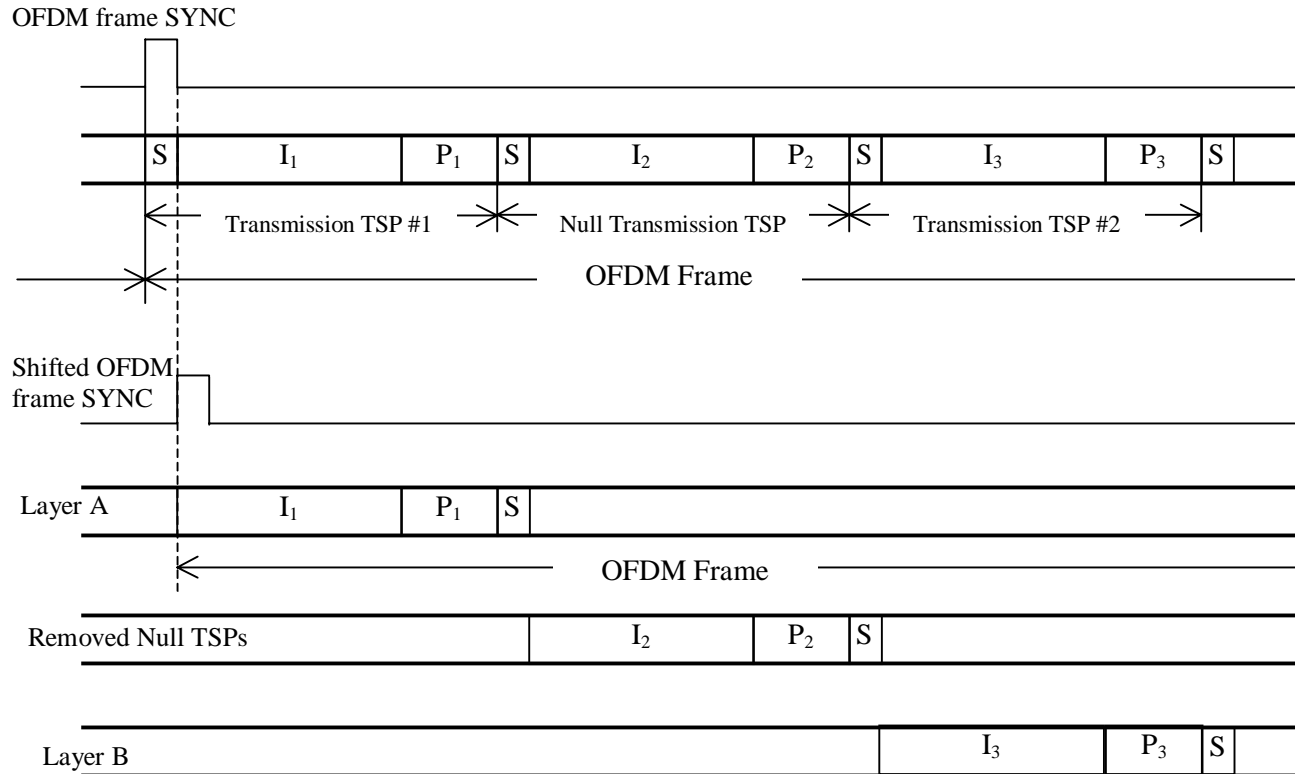 OFDM frame SYNC
S I₁ P₁ S I₂ P₂ S I₃ P₃ S
Transmission TSP #1 Null Transmission TSP Transmission TSP #2
OFDM Frame
Shifted OFDM
frame SYNC
Layer A I₁ P₁ S
OFDM Frame
Removed Null TSPs I₂ P₂ S
Layer B I₃ P₃ S